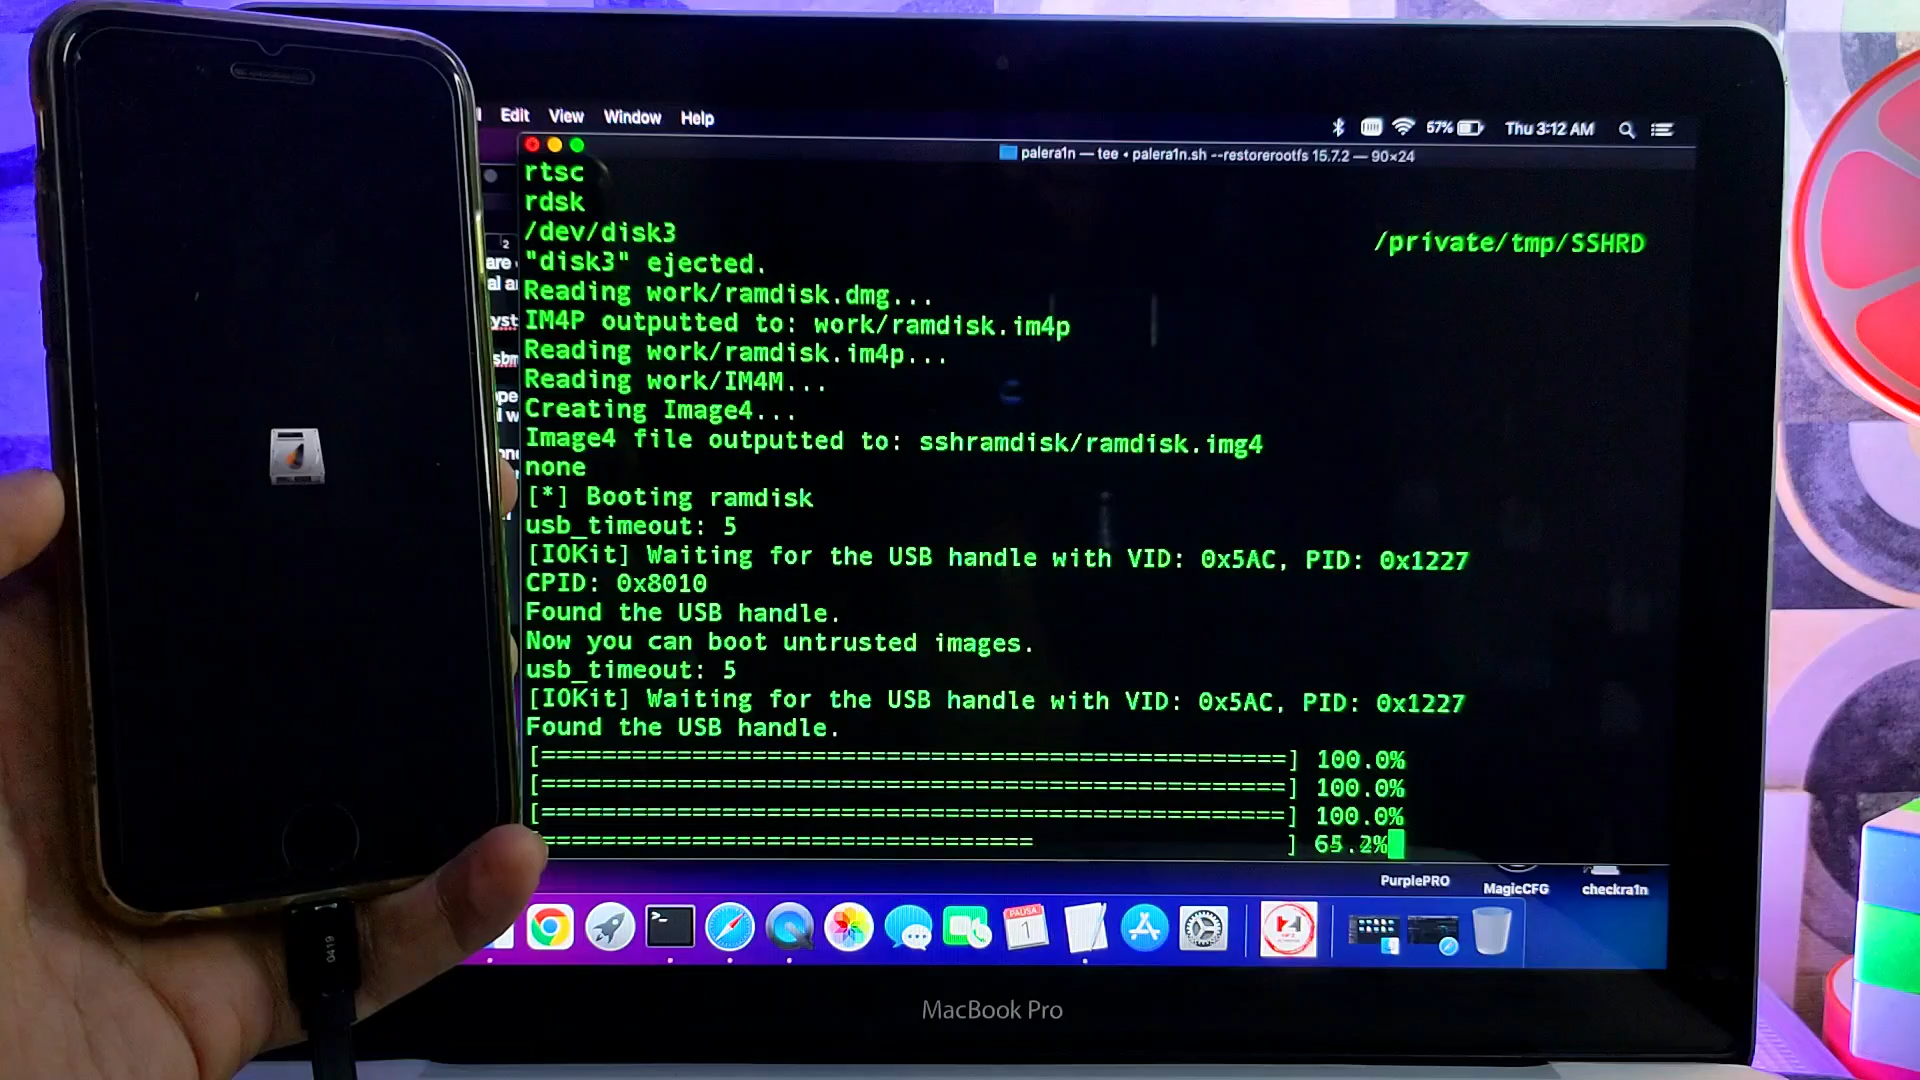 Edit View Window Help
57% Thu 3:12 AM
palera1n — tee • palera1n.sh --restorerootfs 15.7.2 — 90×24
rtsc
rdsk
/dev/disk3 /private/tmp/SSHRD
"disk3" ejected.
Reading work/ramdisk.dmg...
IM4P outputted to: work/ramdisk.im4p
Reading work/ramdisk.im4p...
Reading work/IM4M...
Creating Image4...
Image4 file outputted to: sshramdisk/ramdisk.img4
none
[*] Booting ramdisk
usb_timeout: 5
[IOKit] Waiting for the USB handle with VID: 0x5AC, PID: 0x1227
CPID: 0x8010
Found the USB handle.
Now you can boot untrusted images.
usb_timeout: 5
[IOKit] Waiting for the USB handle with VID: 0x5AC, PID: 0x1227
Found the USB handle.
[=================================================] 100.0%
[=================================================] 100.0%
[=================================================] 100.0%
[================================                 ] 65.2%
PurplePRO MagicCFG checkra1n
PAUSA
1
MacBook Pro
0419